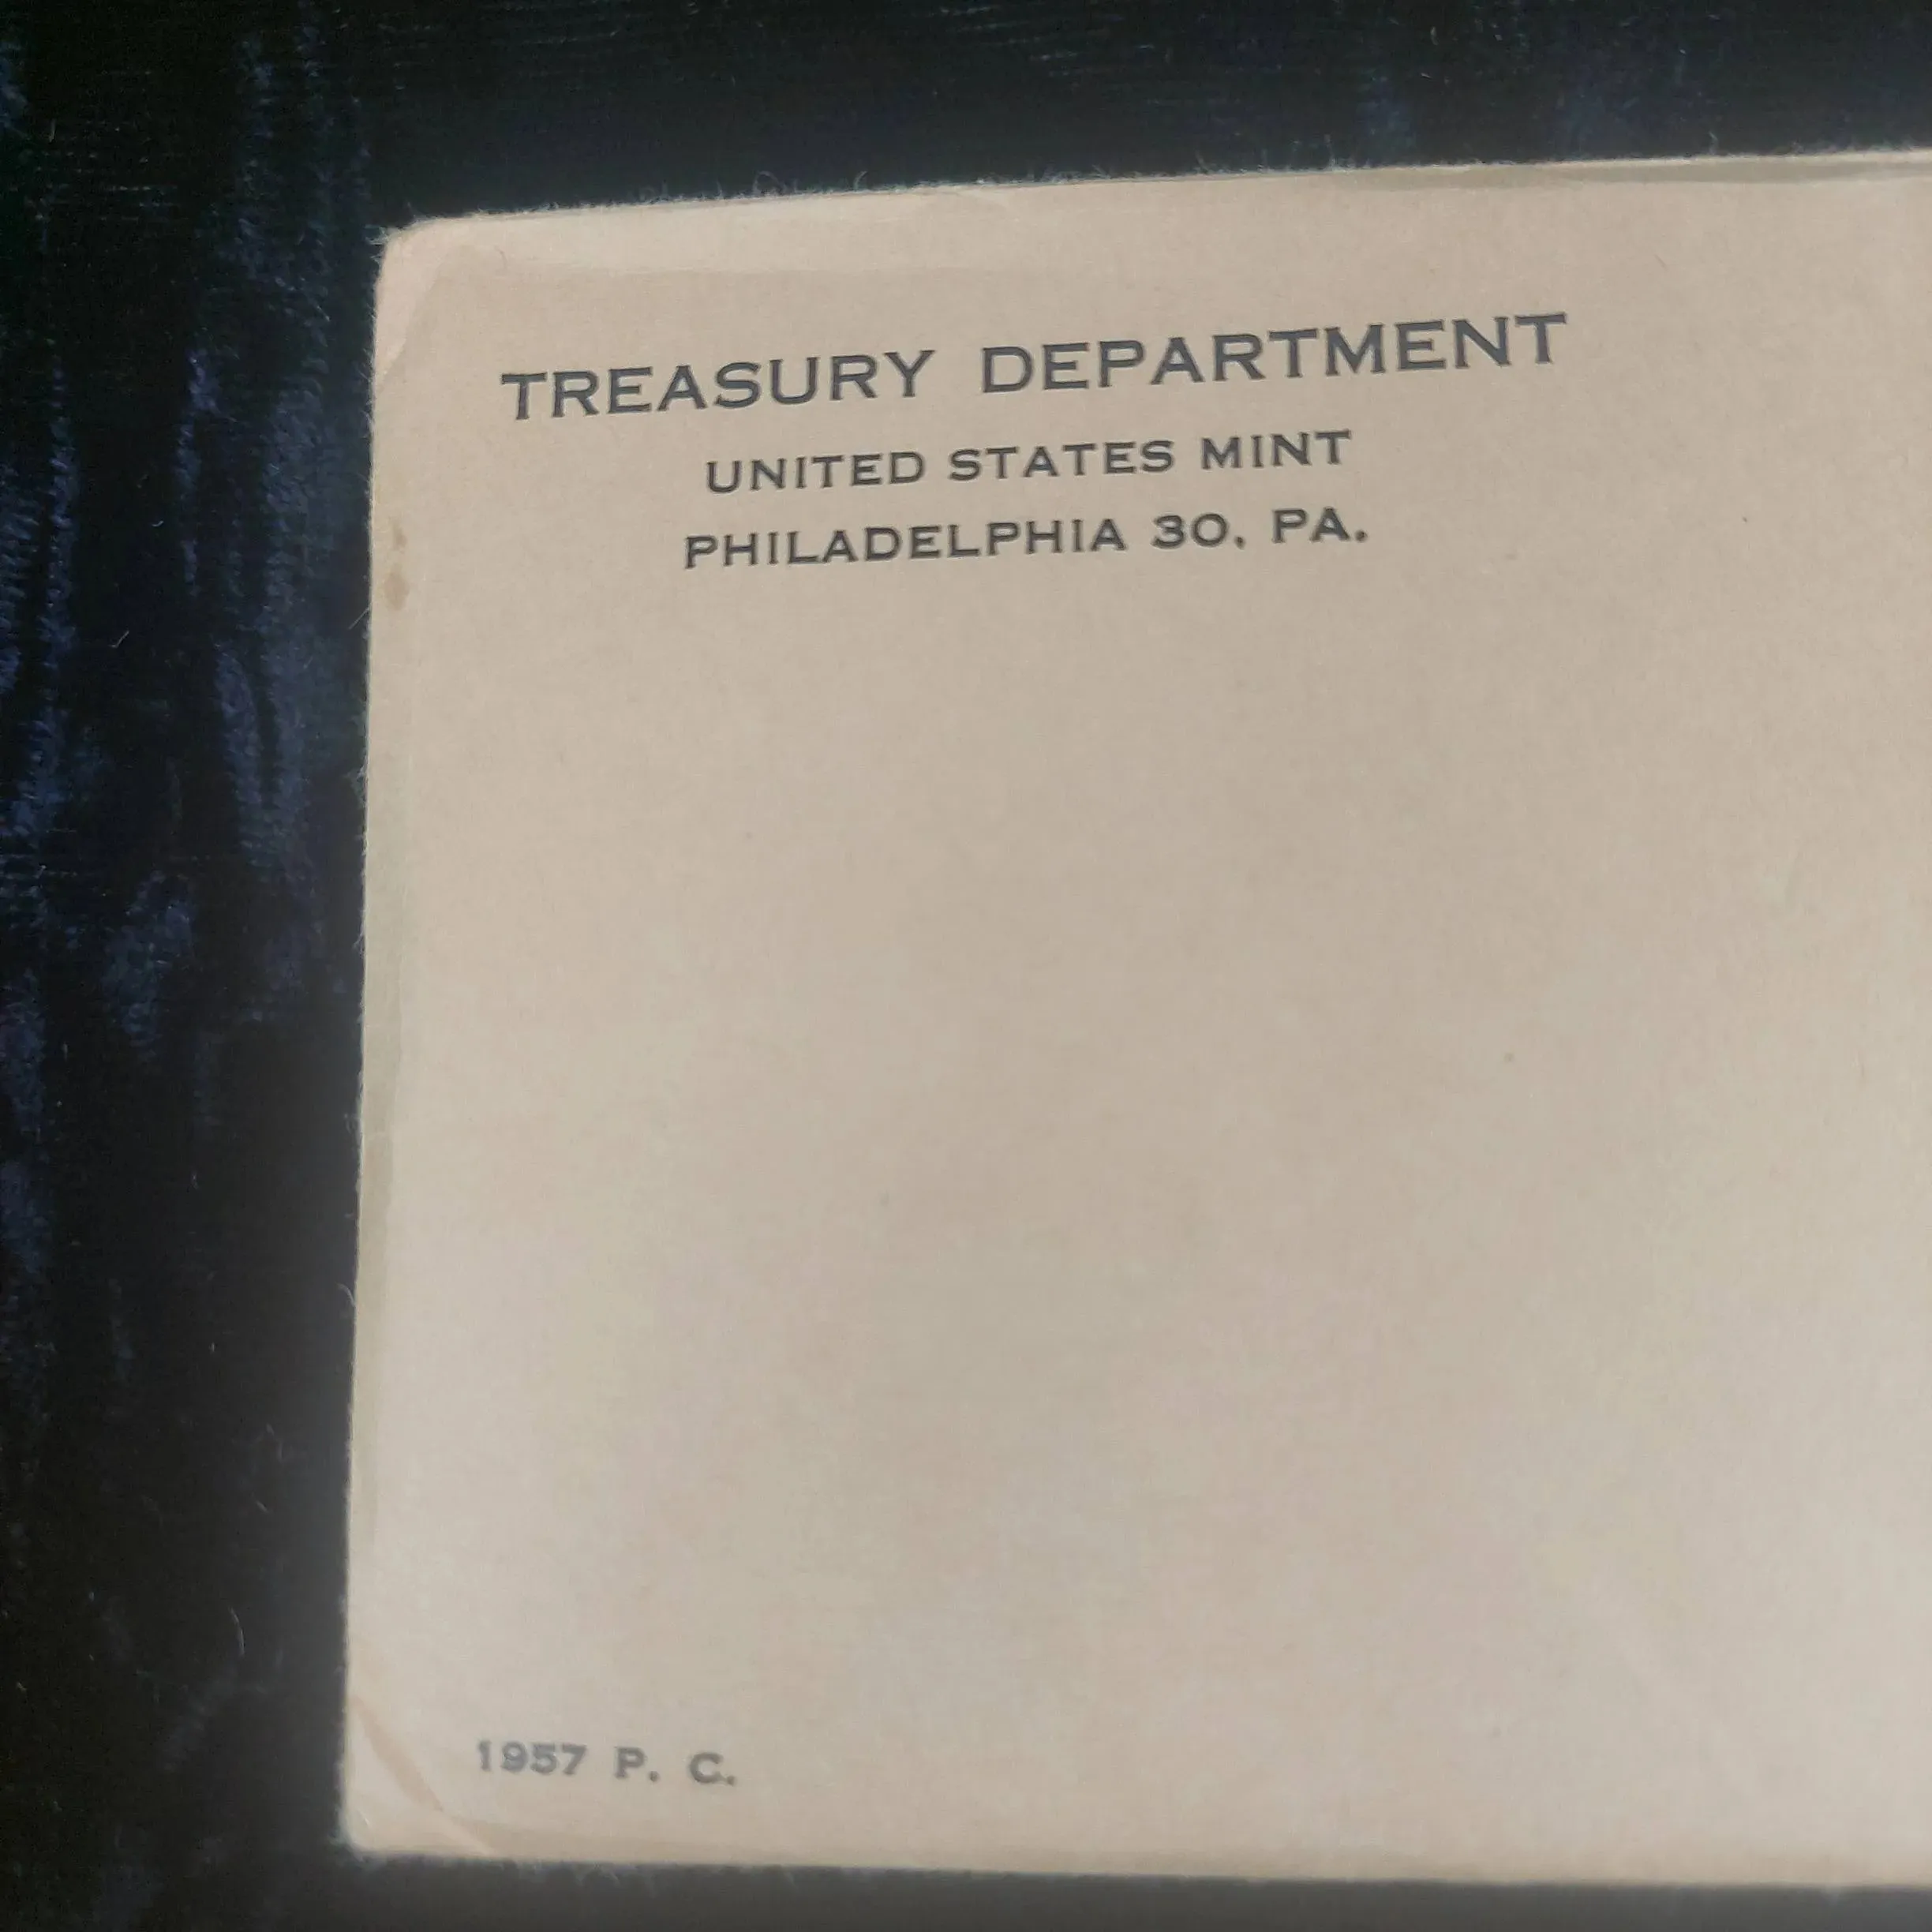 TREASURY DEPARTMENT
UNITED STATES MINT
PHILADELPHIA 30, PA.
1957 P. C.